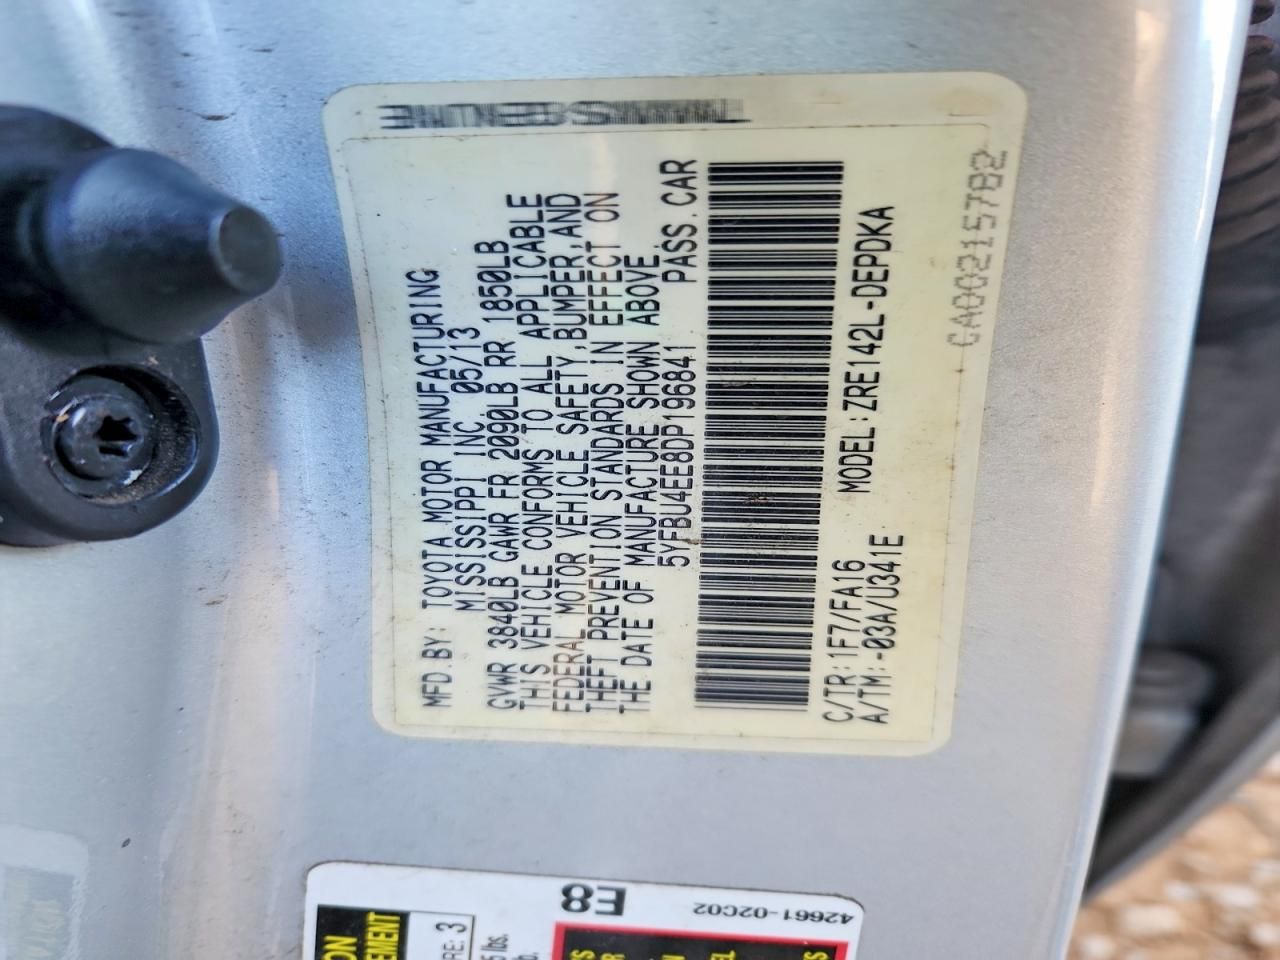 MFD.BY: TOYOTA MOTOR MANUFACTURING
MISSISSIPPI INC 05/13
GVWR 3840LB GAWR FR 2090LB RR 1850LB
THIS VEHICLE CONFORMS TO ALL APPLICABLE
FEDERAL MOTOR VEHICLE SAFETY,BUMPER,AND
THEFT PREVENTION STANDARDS IN EFFECT ON
THE DATE OF MANUFACTURE SHOWN ABOVE.
5YFBU4EE8DP196841 PASS.CAR
C/TR:1F7/FA16 MODEL:ZRE142L-DEPDKA
A/TM:-03A/U341E
CA00215782
E8
42661-02C02
3